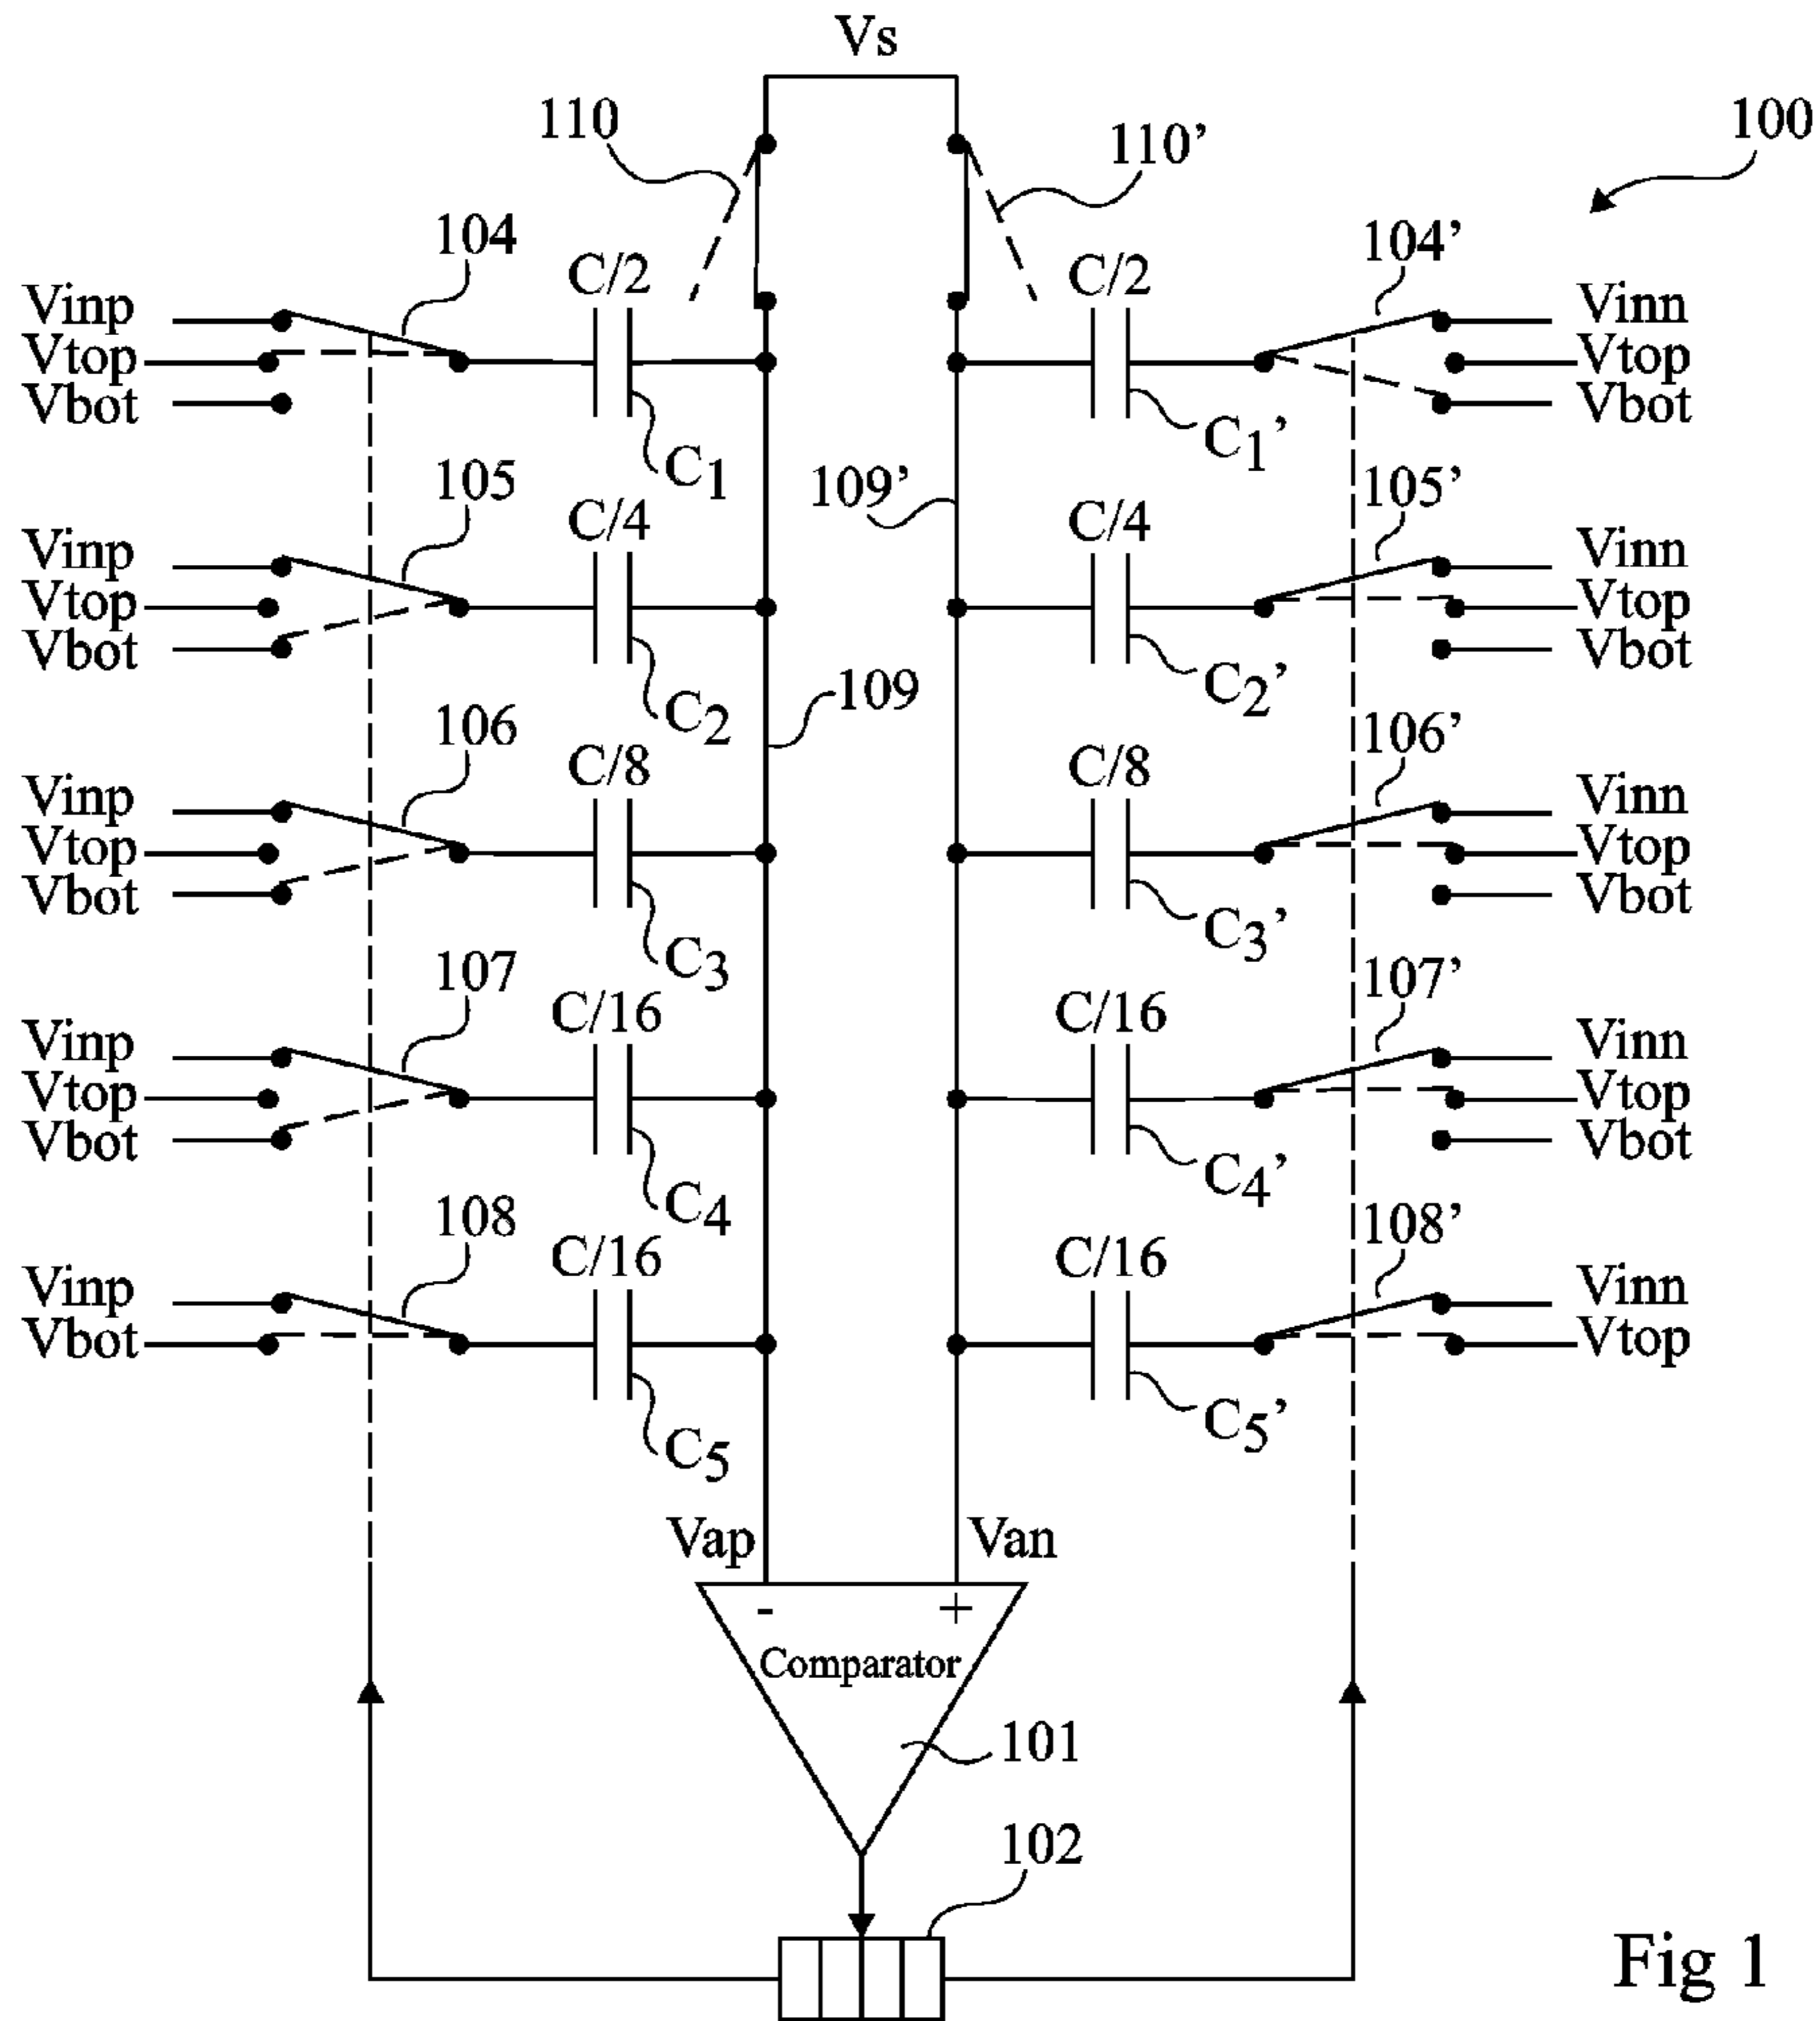 Vs
110
110’
100
104
C/2
C/2
104’
Vinp
Vtop
Vbot
Vinn
Vtop
Vbot
C1
C1’
105
C/4
109’
C/4
105’
Vinp
Vtop
Vbot
Vinn
Vtop
Vbot
109
C2
C2’
106
C/8
C/8
106’
Vinp
Vtop
Vbot
Vinn
Vtop
Vbot
C3
C3’
107
C/16
C/16
107’
Vinp
Vtop
Vbot
Vinn
Vtop
Vbot
C4
C4’
108
C/16
C/16
108’
Vinp
Vbot
Vinn
Vtop
C5
C5’
Vap
Van
- +
Comparator
101
102
Fig 1